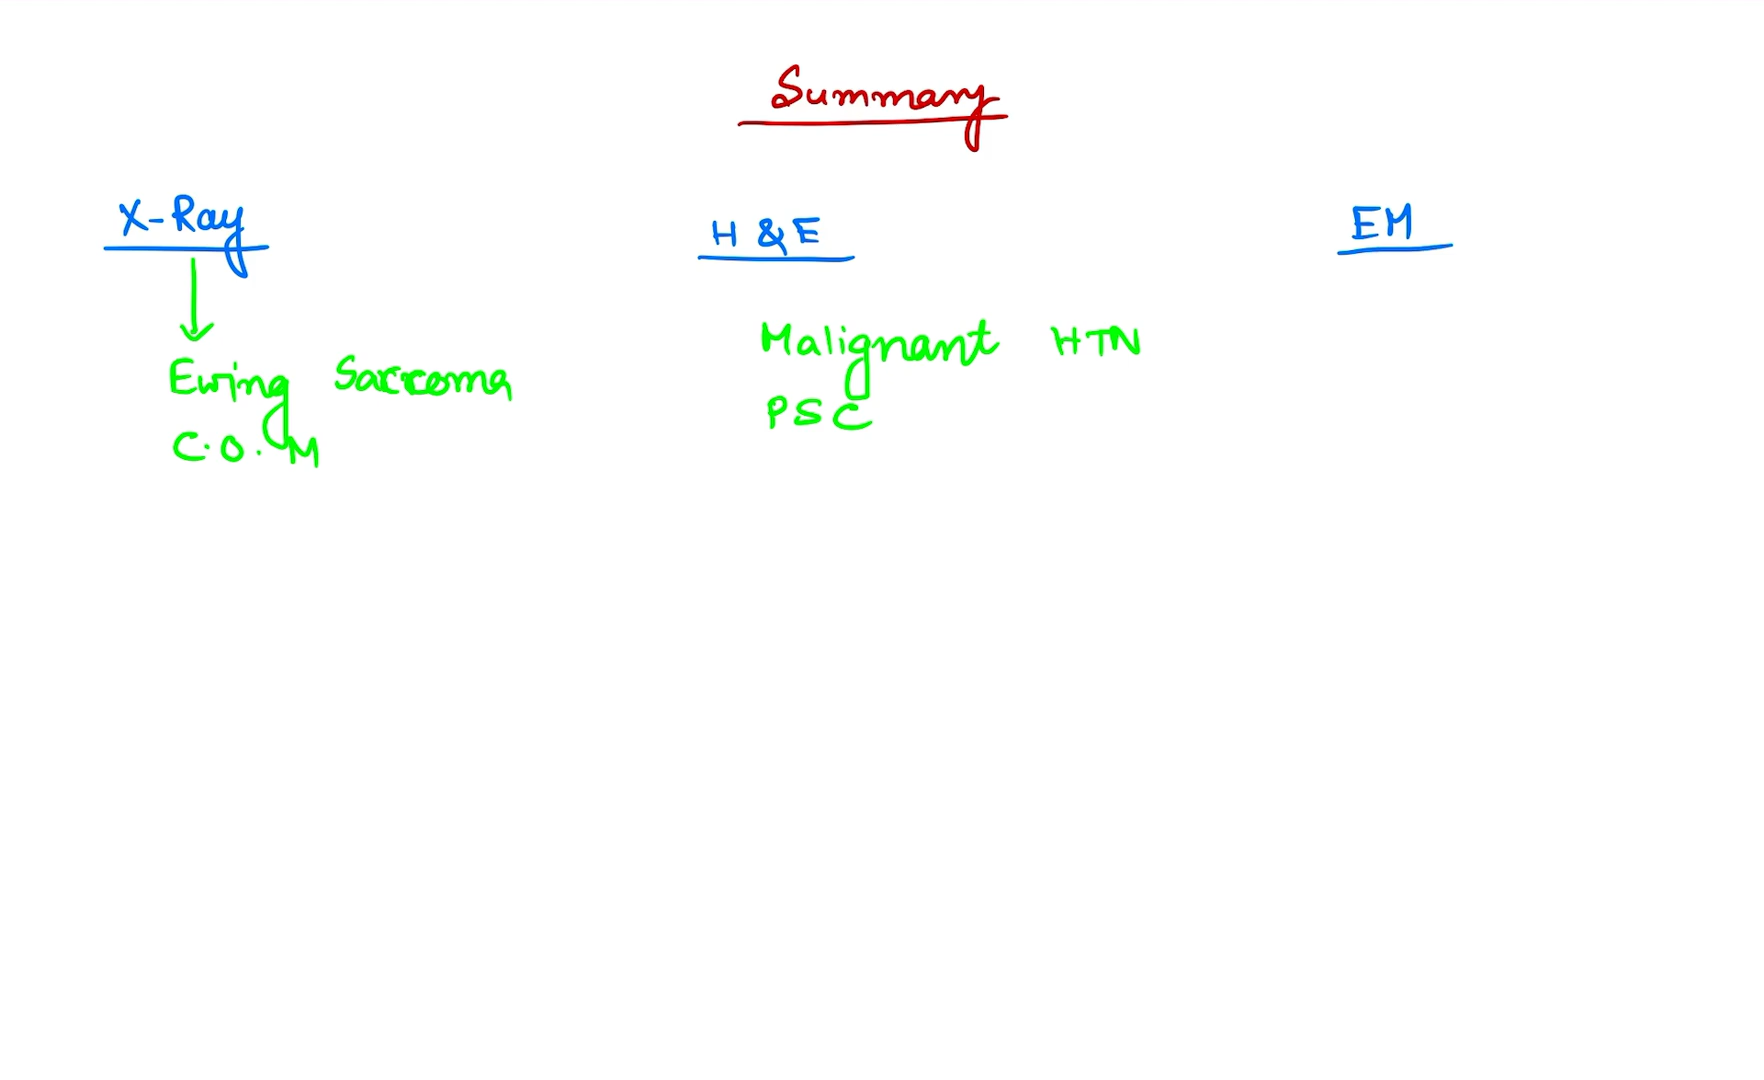 Summary
X-Ray
H & E
EM
Ewing Sarcoma
C.O.M
Malignant HTN
PSC